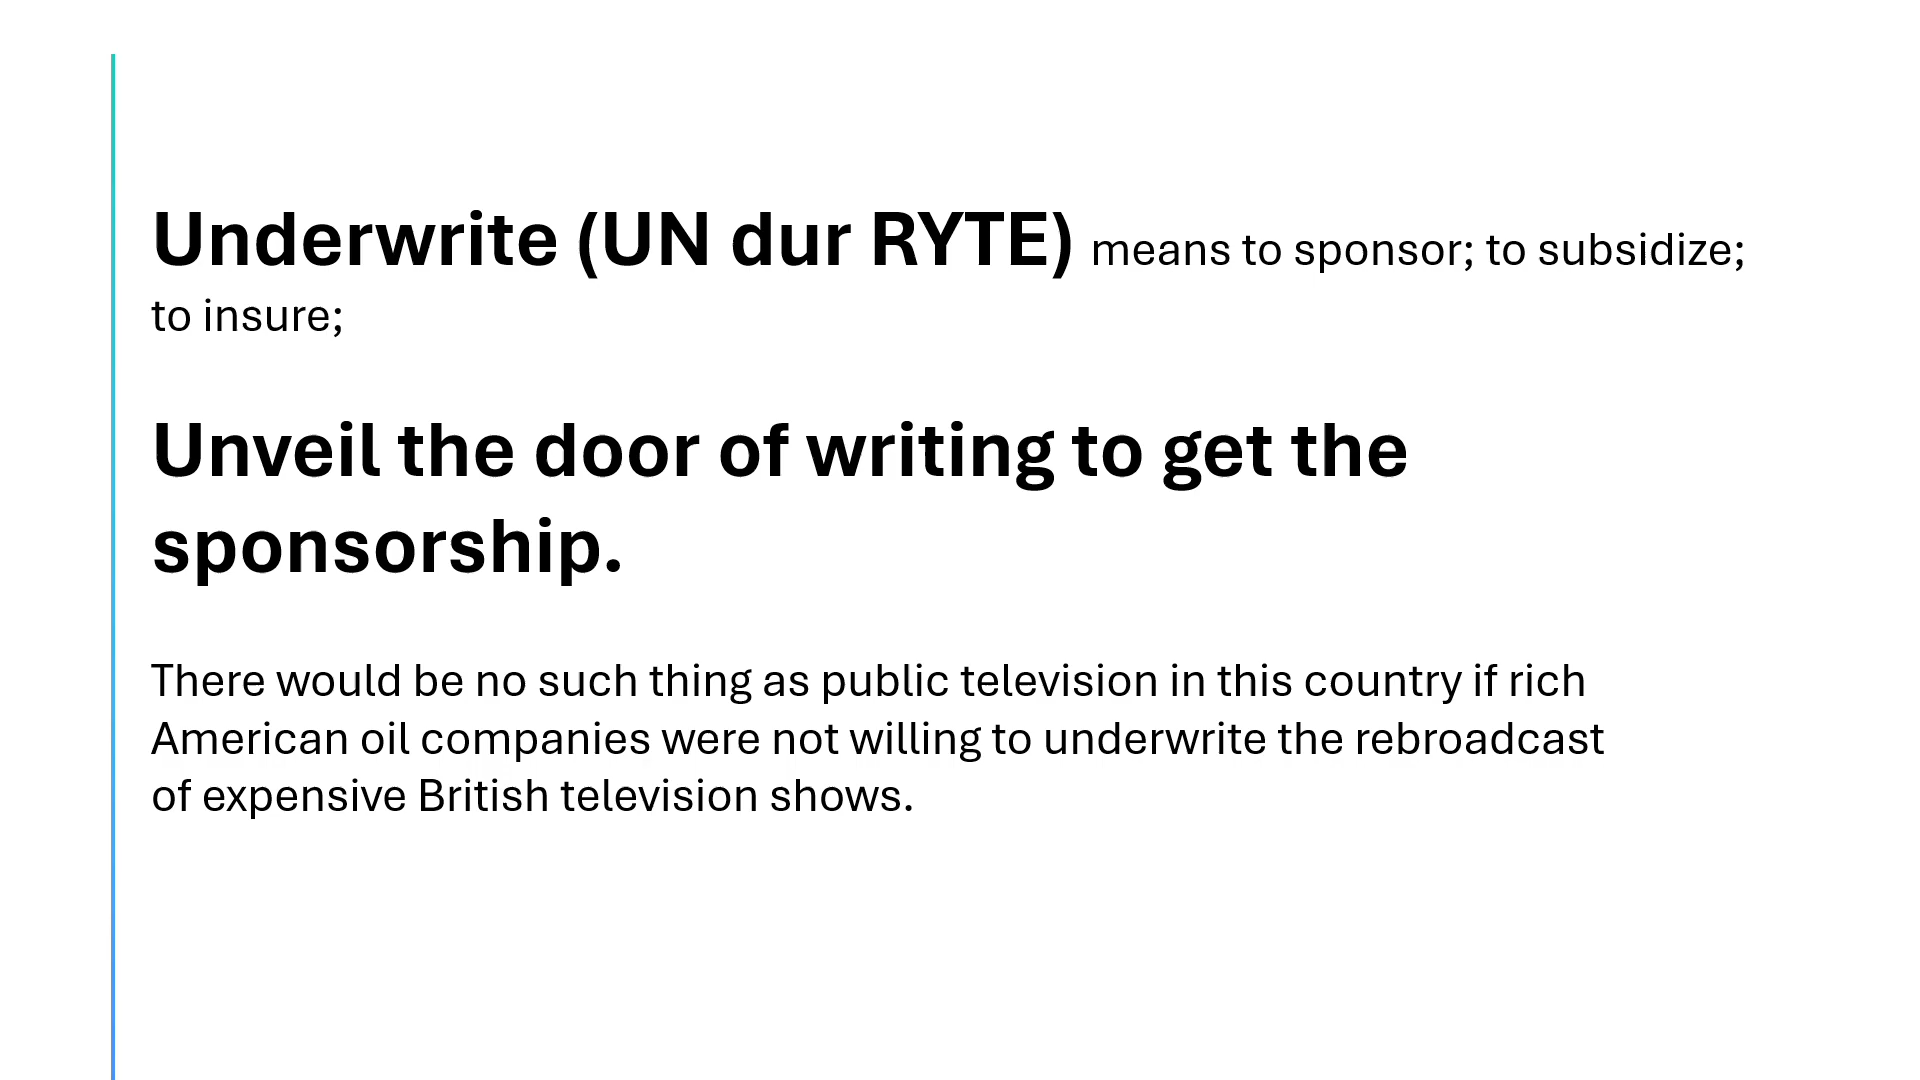 Underwrite (UN dur RYTE) means to sponsor; to subsidize;
to insure;
Unveil the door of writing to get the
sponsorship.
There would be no such thing as public television in this country if rich
American oil companies were not willing to underwrite the rebroadcast
of expensive British television shows.